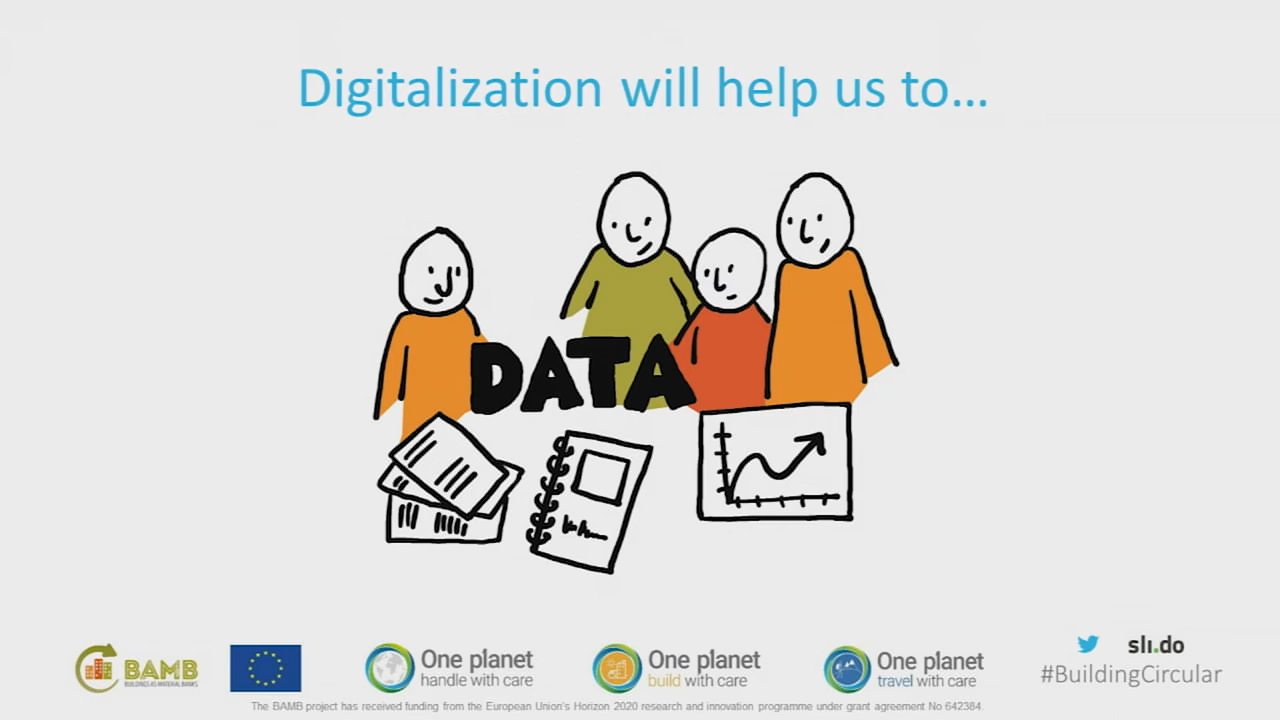 Digitalization will help us to...
DATA
BAMB
BUILDINGS AS MATERIAL BANKS
One planet
handle with care
One planet
build with care
One planet
travel with care
sli.do
#BuildingCircular
The BAMB project has received funding from the European Union's Horizon 2020 research and innovation programme under grant agreement No 642384.